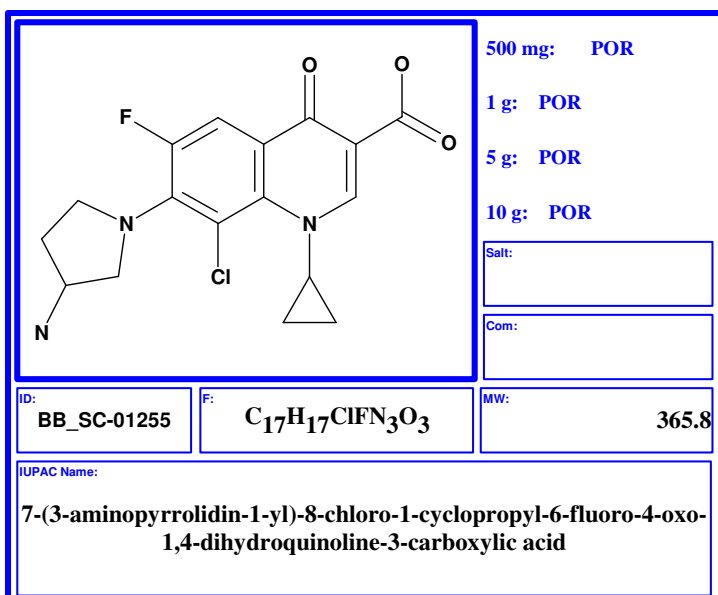 O
O
F
O
N
N
Cl
N
500 mg: POR
1 g: POR
5 g: POR
10 g: POR
Salt:
Com:
ID:
BB_SC-01255
F:
C17H17ClFN3O3
MW:
365.8
IUPAC Name:
7-(3-aminopyrrolidin-1-yl)-8-chloro-1-cyclopropyl-6-fluoro-4-oxo-
1,4-dihydroquinoline-3-carboxylic acid